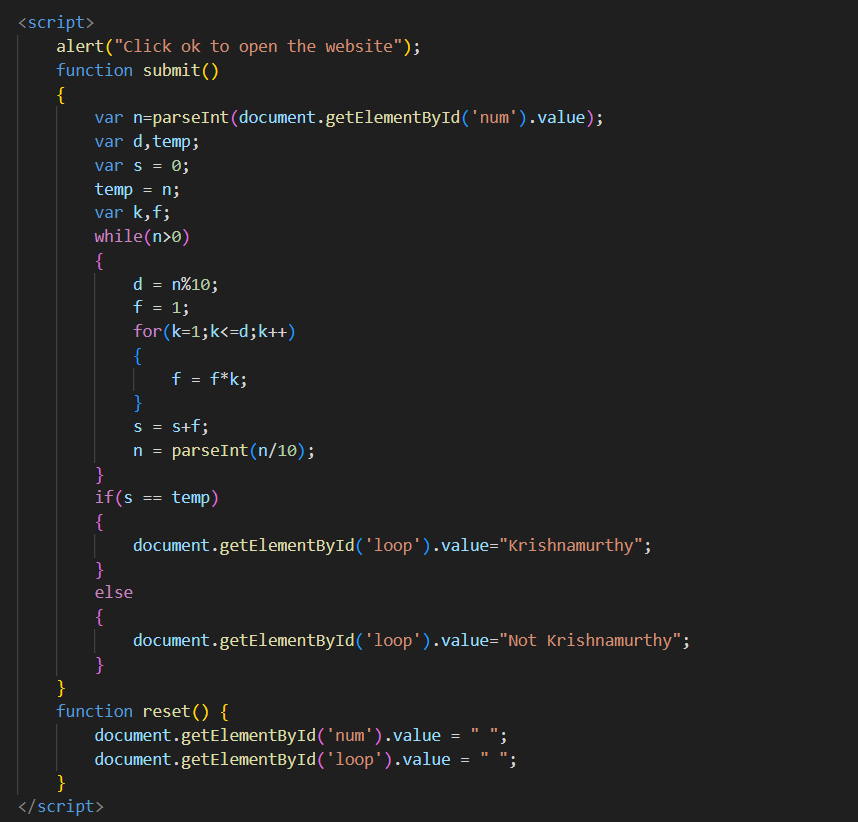 <script>
    alert("Click ok to open the website");
    function submit()
    {
        var n=parseInt(document.getElementById('num').value);
        var d,temp;
        var s = 0;
        temp = n;
        var k,f;
        while(n>0)
        {
            d = n%10;
            f = 1;
            for(k=1;k<=d;k++)
            {
                f = f*k;
            }
            s = s+f;
            n = parseInt(n/10);
        }
        if(s == temp)
        {
            document.getElementById('loop').value="Krishnamurthy";
        }
        else
        {
            document.getElementById('loop').value="Not Krishnamurthy";
        }
    }
    function reset() {
        document.getElementById('num').value = " ";
        document.getElementById('loop').value = " ";
    }
</script>